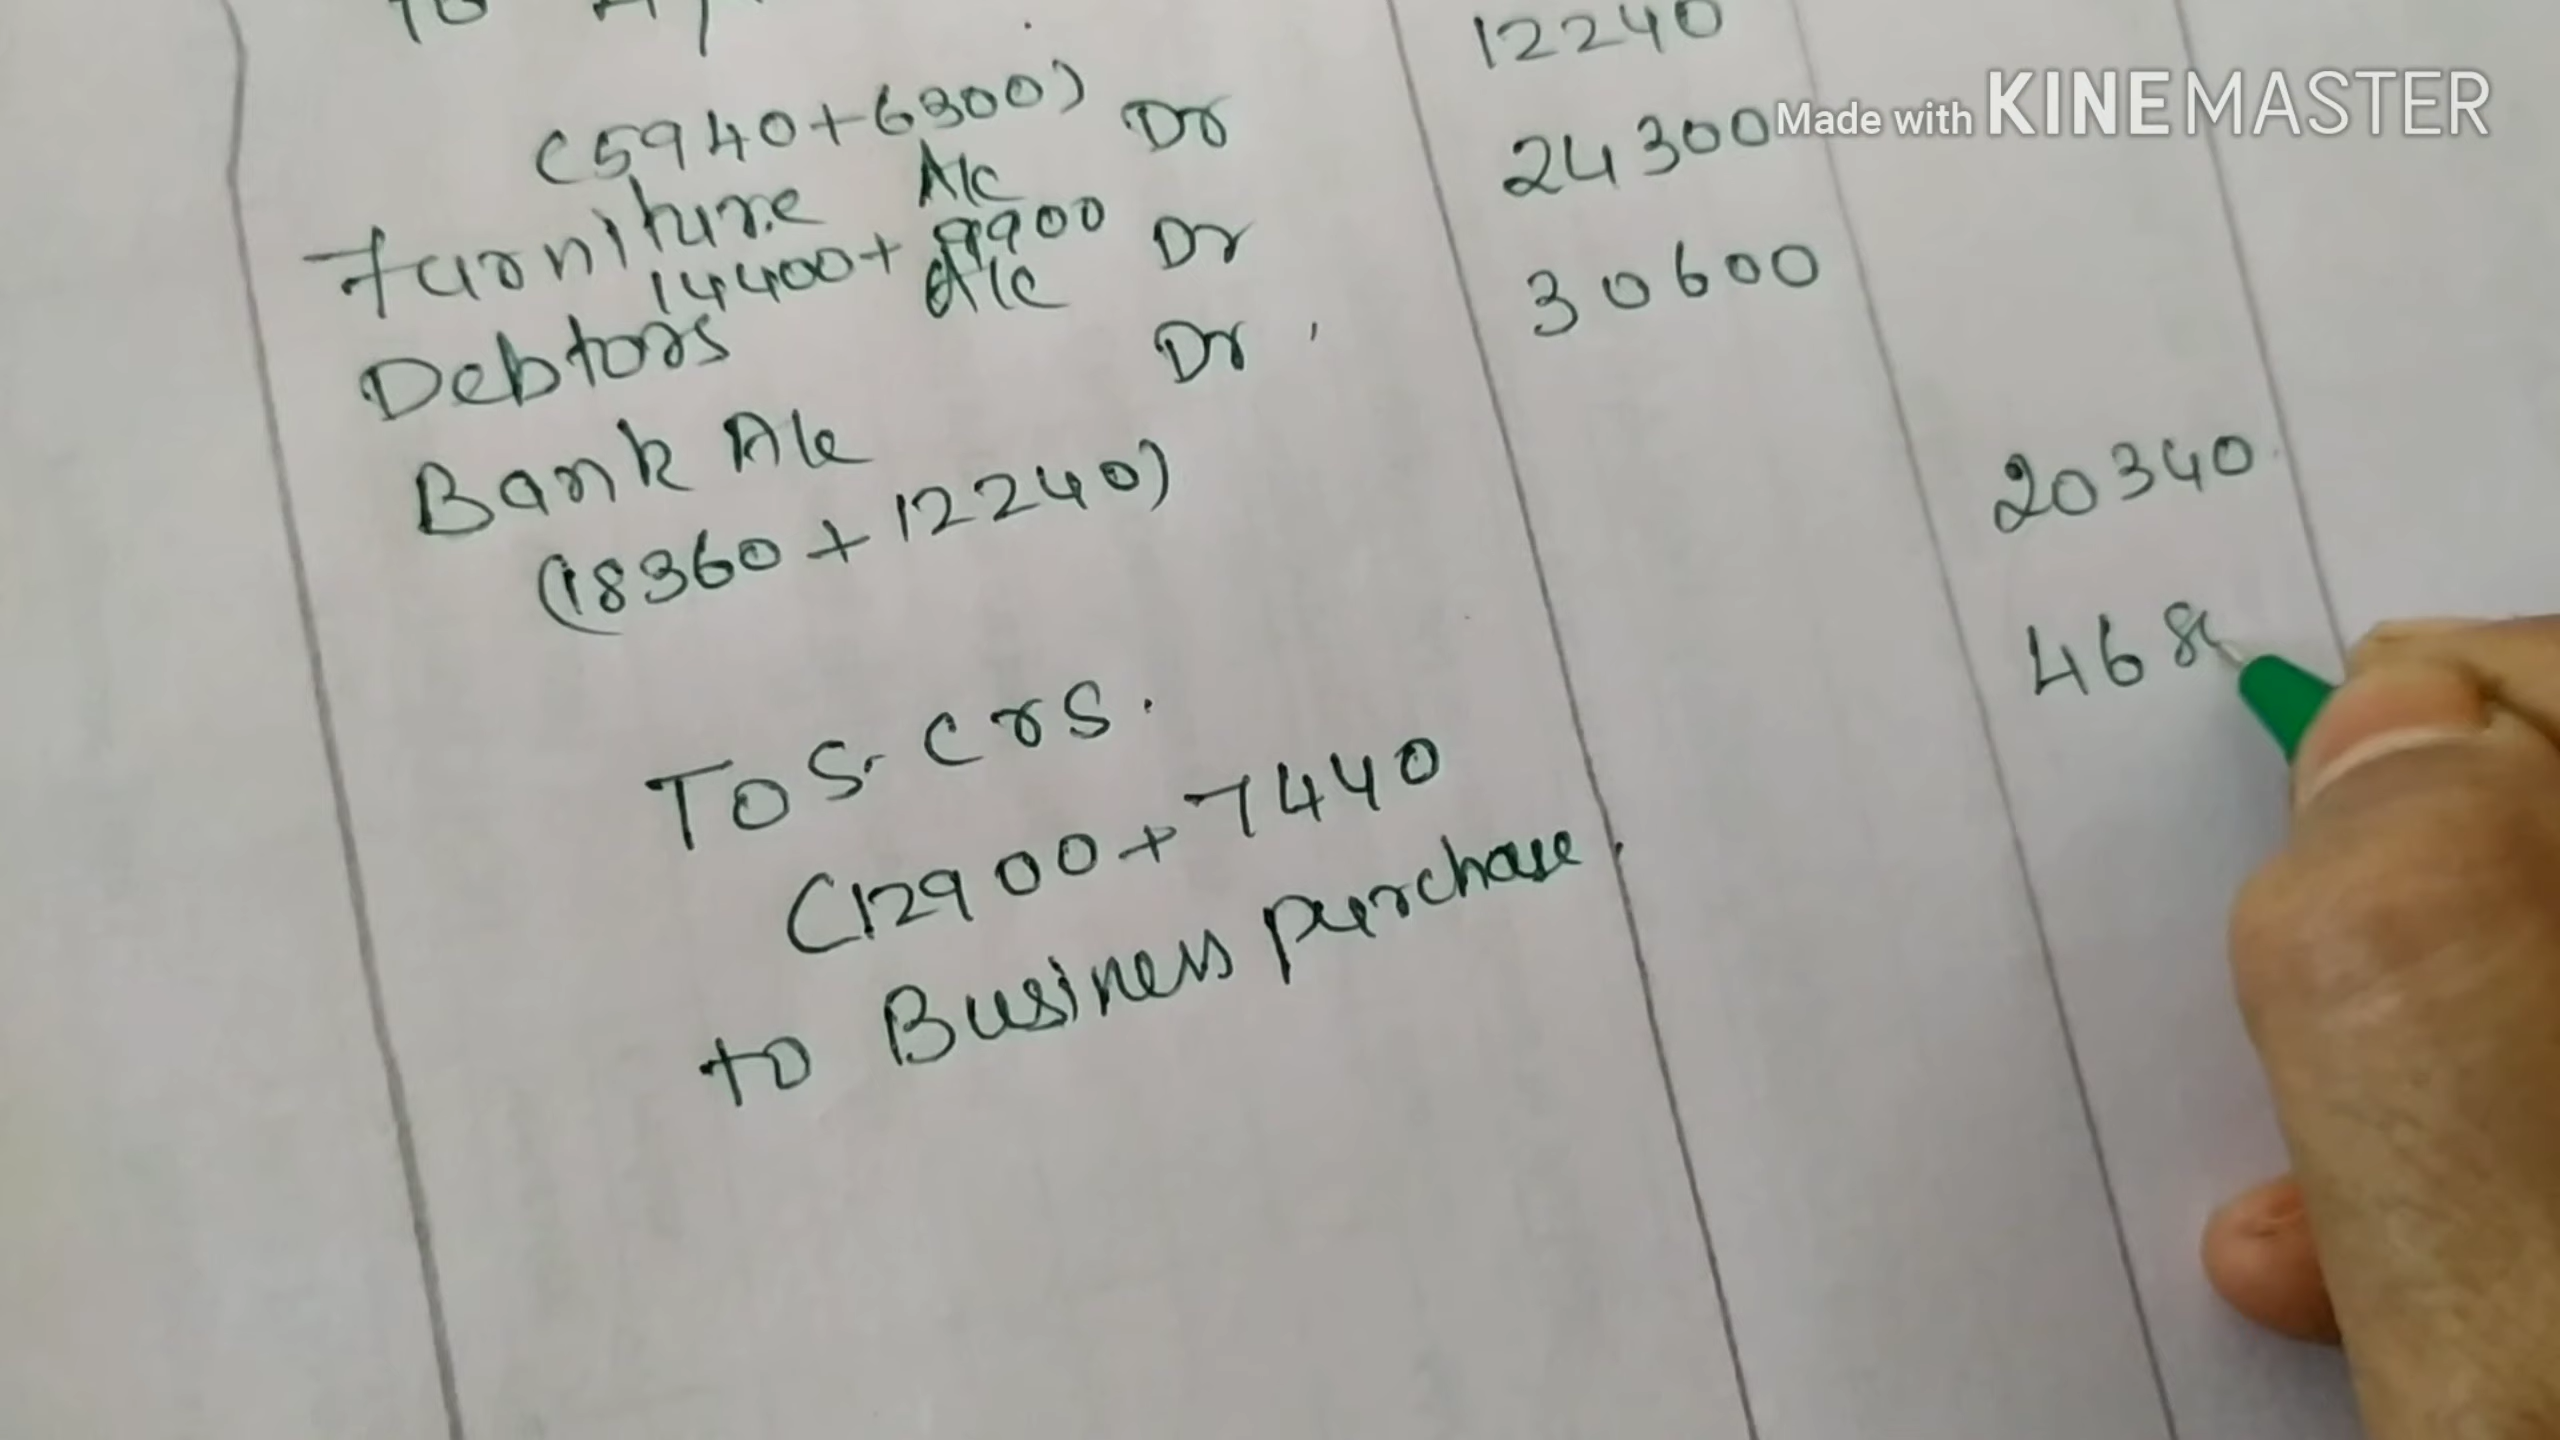 12240
Made with KINEMASTER
(5940+6300)
Furniture A/c Dr 24300
14400+9900
Debtors A/c Dr 30600
Bank A/c Dr
(18360+12240)
20340
468
To S. Crs.
(12900+7440
to Business purchase